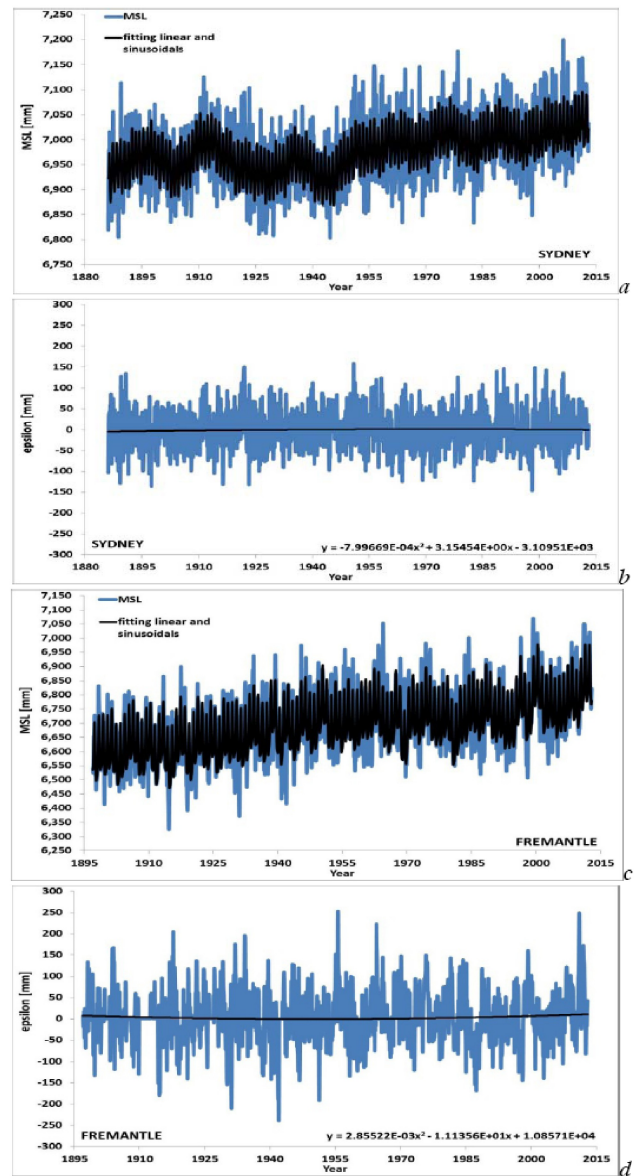 7,250
MSL
7,200
fitting linear and
7,150
sinusoidals
7,100
7,050
MSL [mm]
7,000
6,950
6,900
6,850
6,800
6,750
SYDNEY
1880 1895 1910 1925 1940 1955 1970 1985 2000 2015
Year
a
300
250
200
150
100
50
epsilon [mm]
0
-50
-100
-150
-200
-250
-300
SYDNEY
y = -7.99669E-04x² + 3.15454E+00x - 3.10951E+03
1880 1895 1910 1925 1940 1955 1970 1985 2000 2015
Year
b
7,150
MSL
7,100
7,050
fitting linear and
7,000
sinusoidals
6,950
6,900
6,850
6,800
MSL [mm]
6,750
6,700
6,650
6,600
6,550
6,500
6,450
6,400
6,350
6,300
6,250
FREMANTLE
1895 1910 1925 1940 1955 1970 1985 2000 2015
Year
c
300
250
200
150
100
50
epsilon [mm]
0
-50
-100
-150
-200
-250
-300
FREMANTLE
y = 2.85522E-03x² - 1.11356E+01x + 1.08571E+04
1895 1910 1925 1940 1955 1970 1985 2000 2015
Year
d